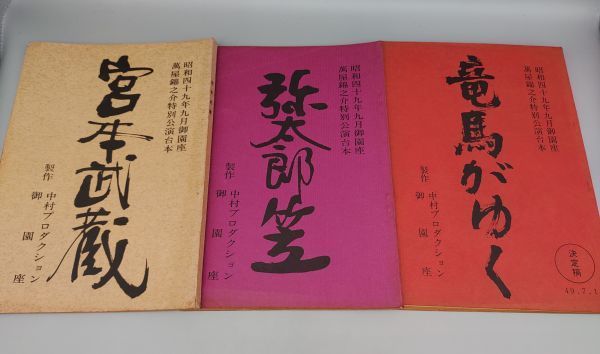 昭和四十九年九月御園座
萬屋錦之介特別公演台本
宮本武蔵
製作
中村プロダクション
御園座
昭和四十九年九月御園座
萬屋錦之介特別公演台本
弥太郎笠
製作
中村プロダクション
御園座
昭和四十九年九月御園座
萬屋錦之介特別公演台本
竜馬がゆく
製作
中村プロダクション
御園座
決定稿
49.7.1